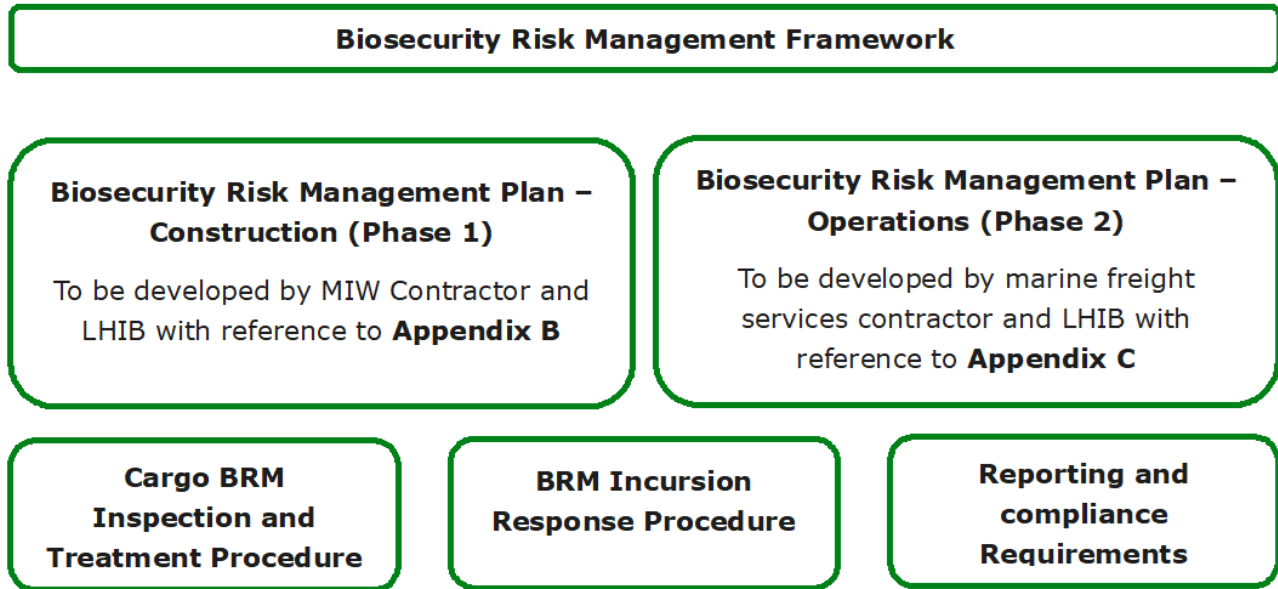 Biosecurity Risk Management Framework
Biosecurity Risk Management Plan –
Construction (Phase 1)
To be developed by MIW Contractor and
LHIB with reference to Appendix B
Biosecurity Risk Management Plan –
Operations (Phase 2)
To be developed by marine freight
services contractor and LHIB with
reference to Appendix C
Cargo BRM
Inspection and
Treatment Procedure
BRM Incursion
Response Procedure
Reporting and
compliance
Requirements